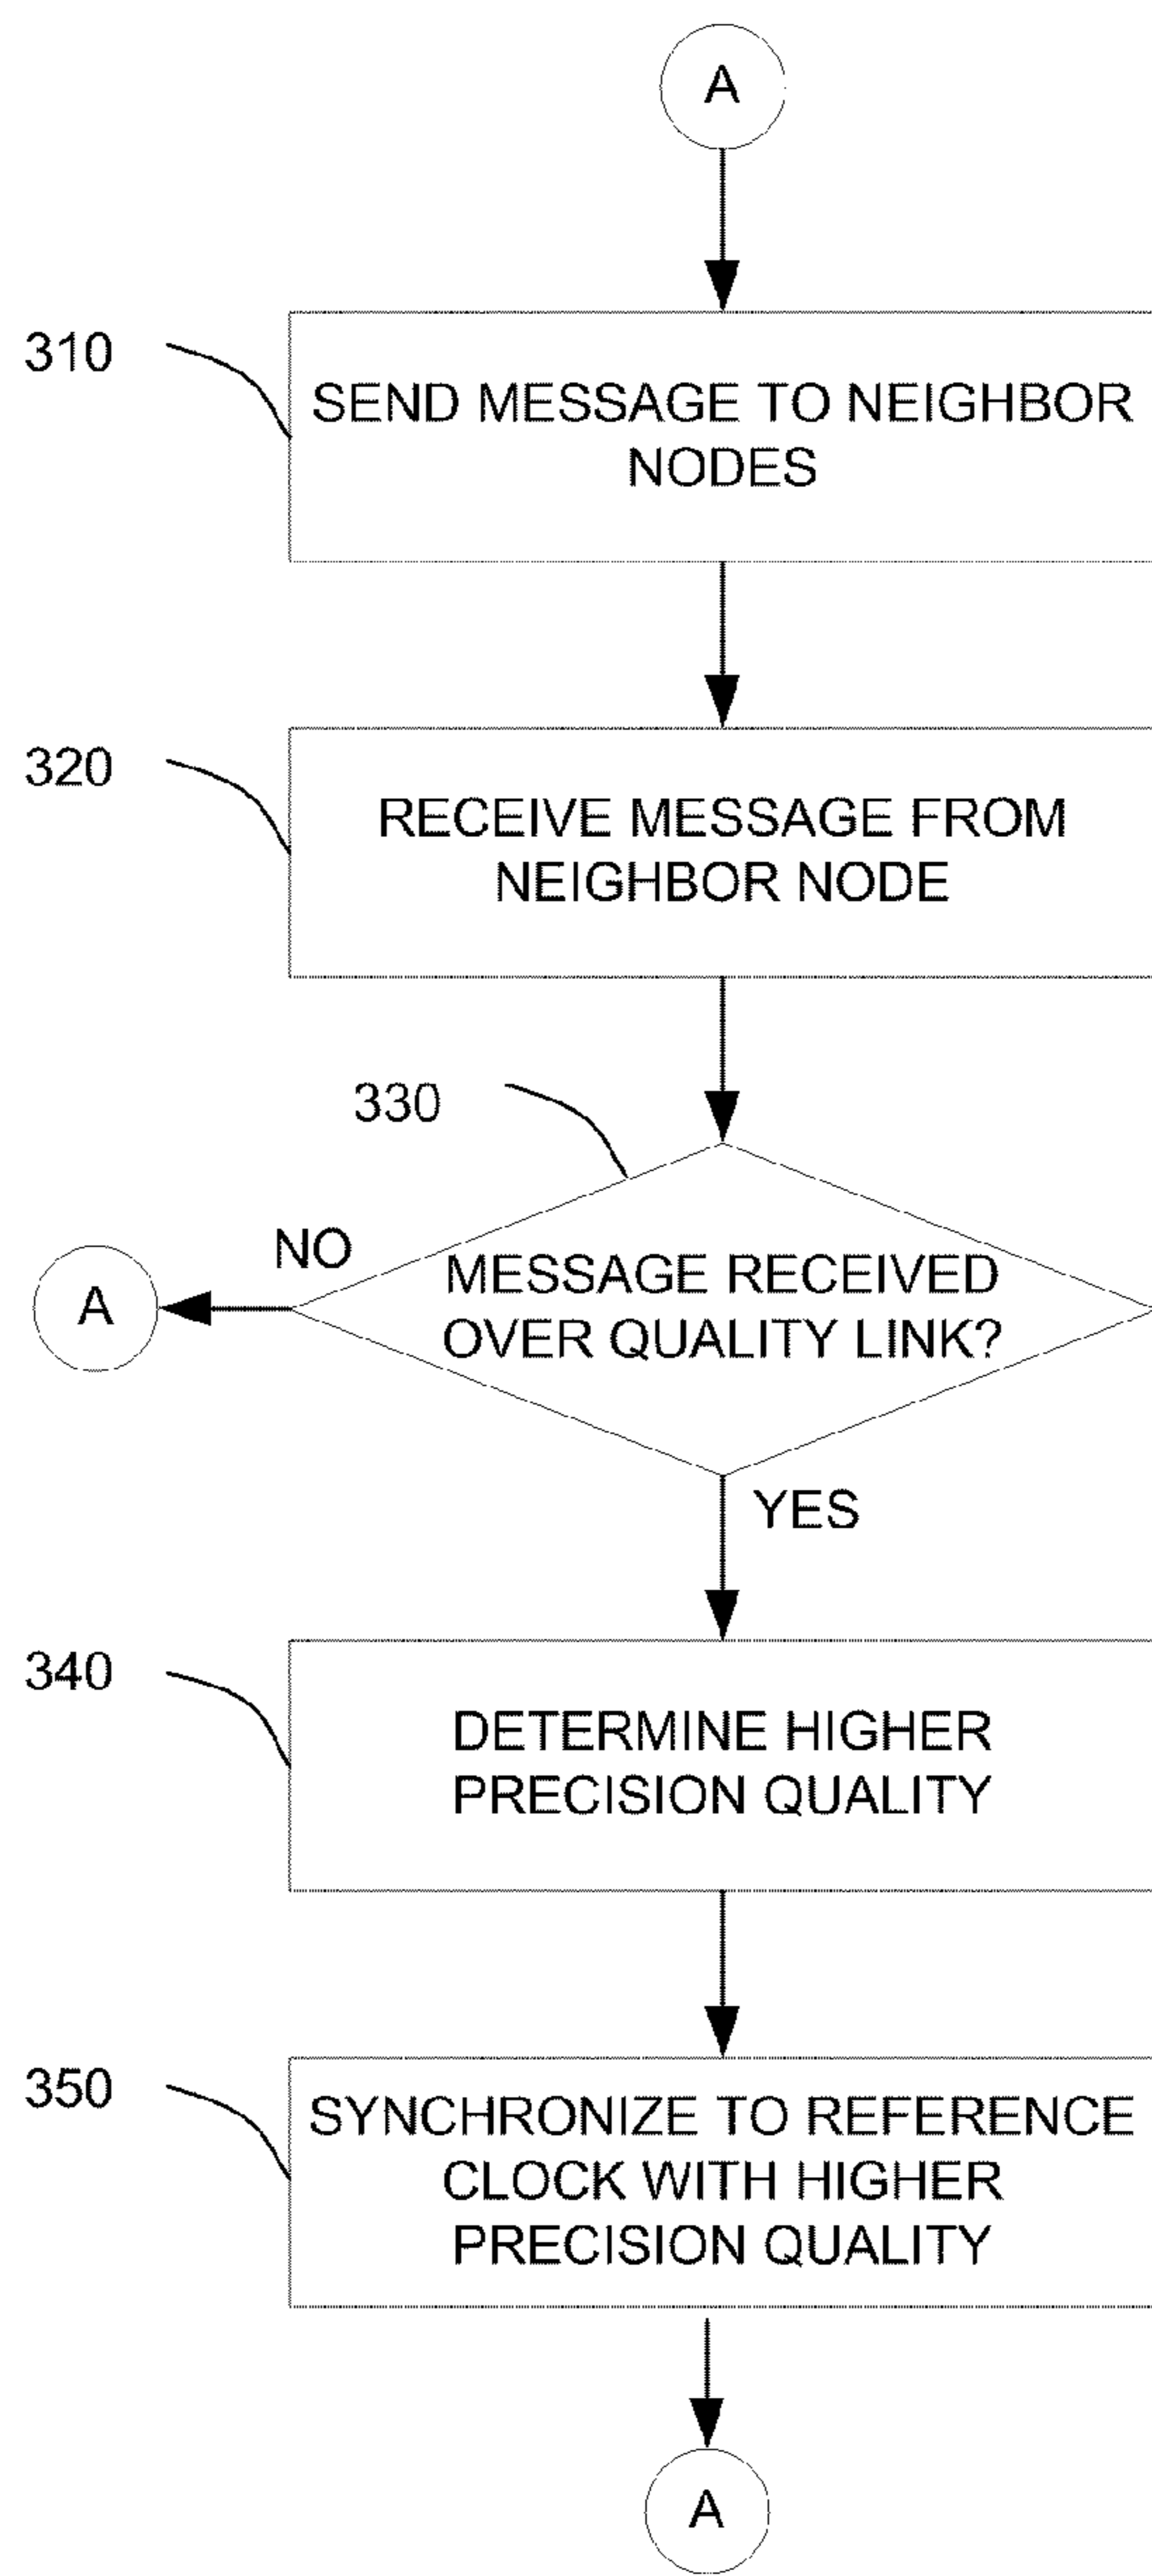 A
310
SEND MESSAGE TO NEIGHBOR
NODES
320
RECEIVE MESSAGE FROM
NEIGHBOR NODE
330
NO
A
MESSAGE RECEIVED
OVER QUALITY LINK?
YES
340
DETERMINE HIGHER
PRECISION QUALITY
350
SYNCHRONIZE TO REFERENCE
CLOCK WITH HIGHER
PRECISION QUALITY
A